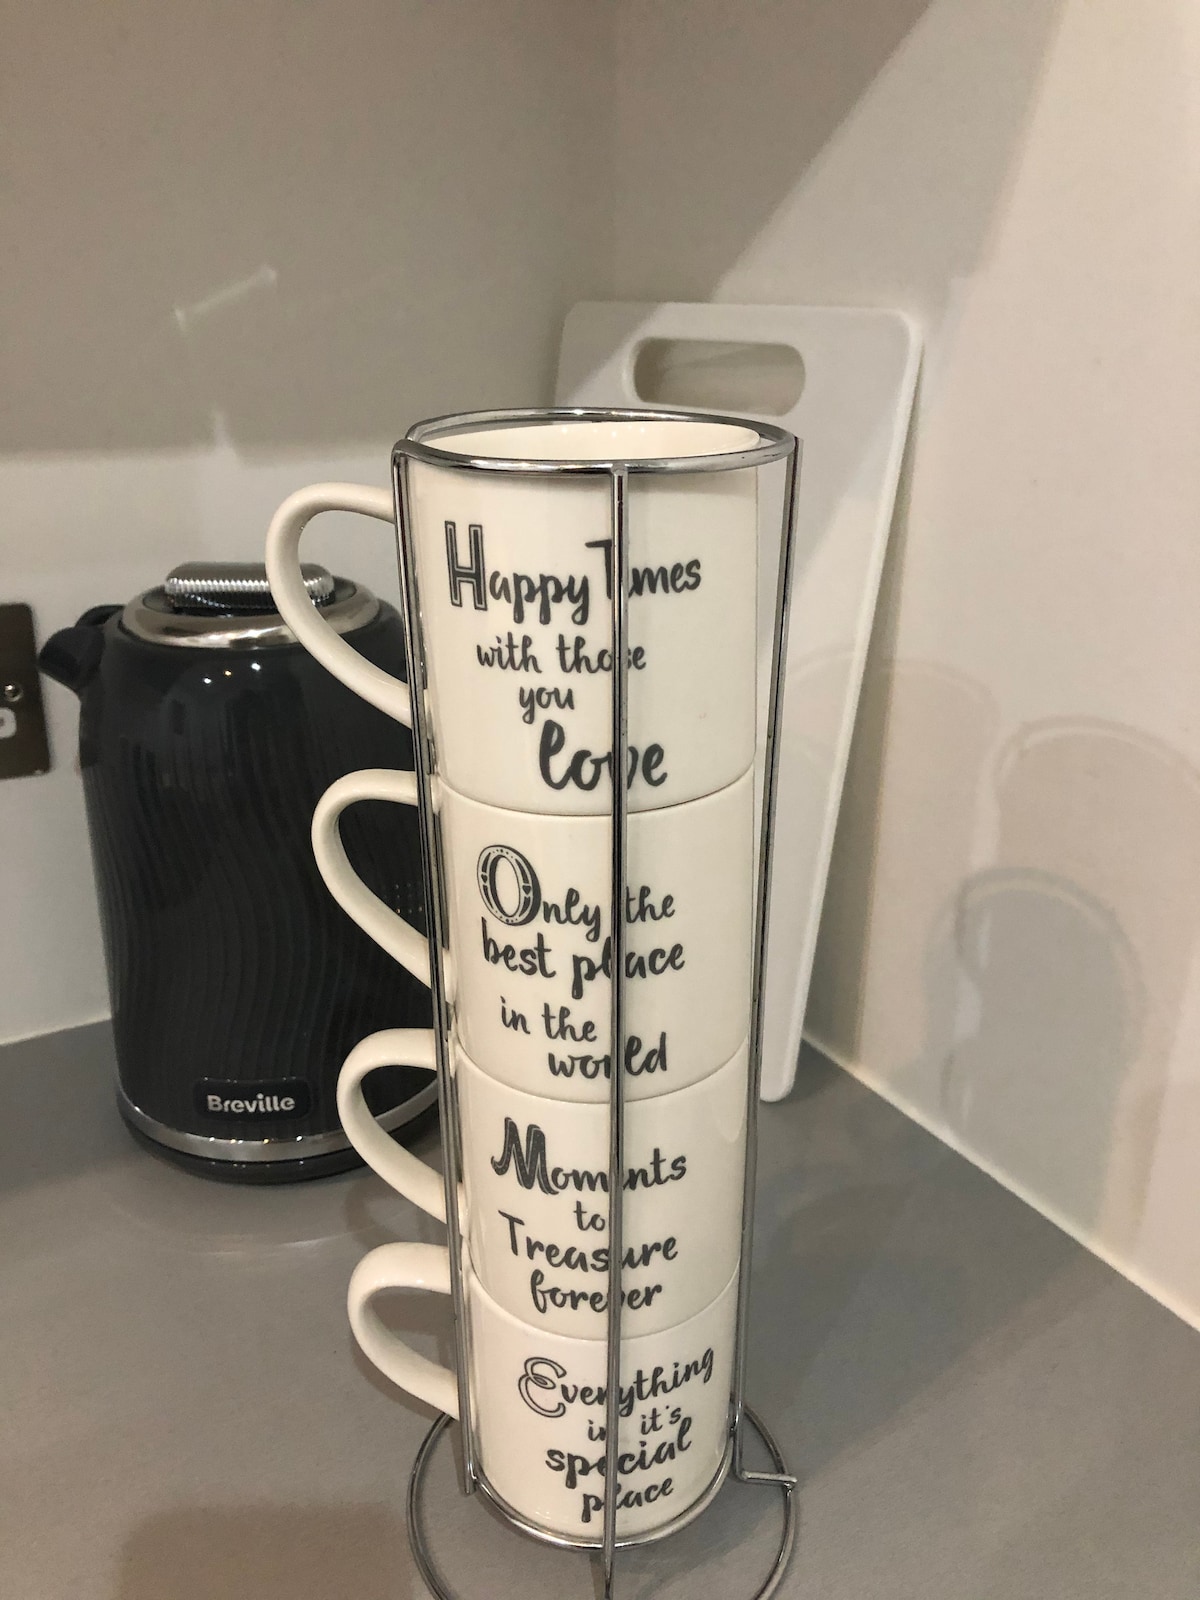 Happy Times
with those
you
love
Only the
best place
in the
world
Moments
to
Treasure
forever
Everything
in it's
special
place
Breville